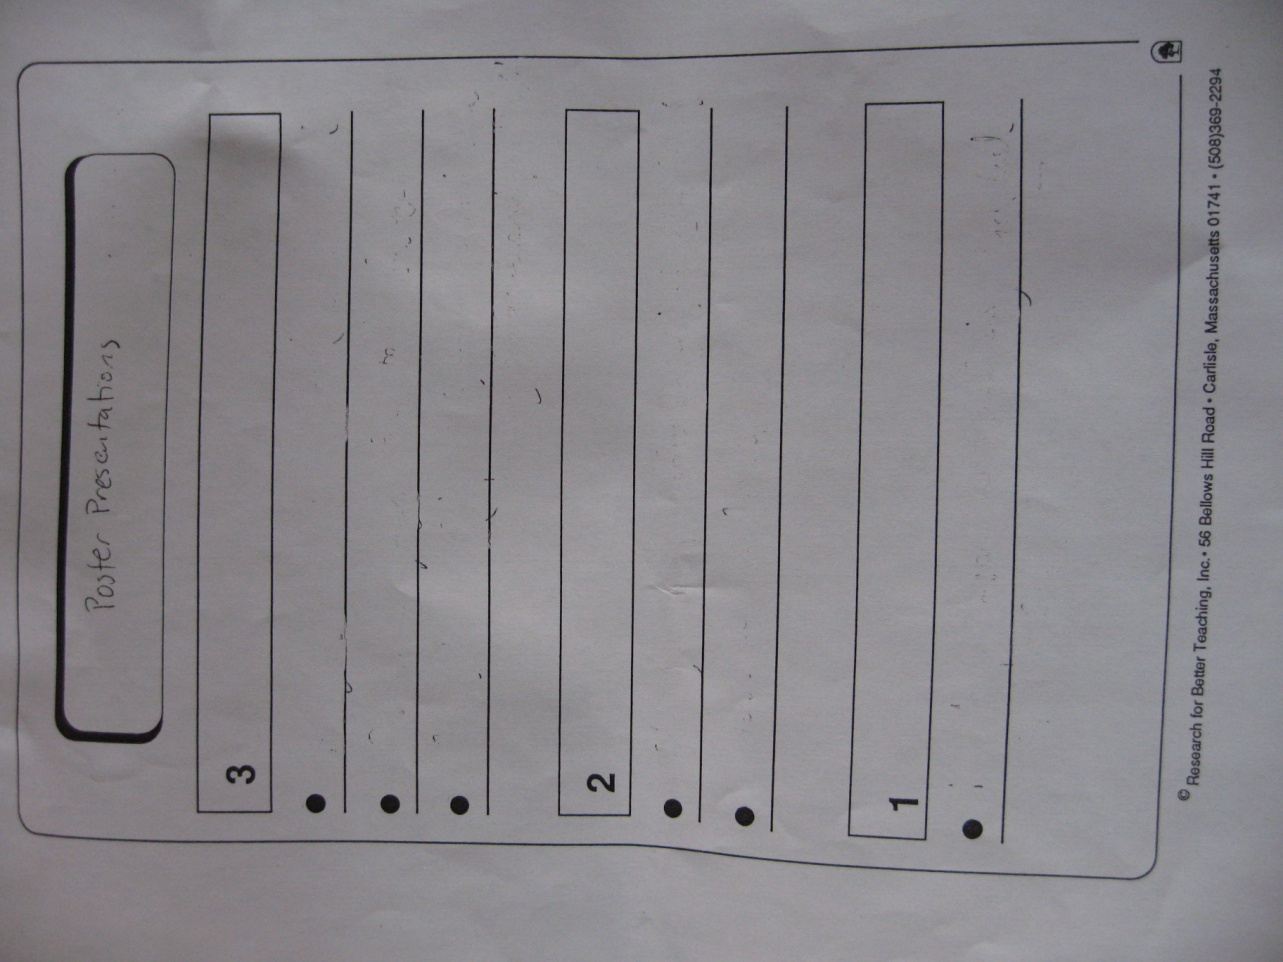 Poster Presentations
3
2
1
© Research for Better Teaching, Inc. • 56 Bellows Hill Road • Carlisle, Massachusetts 01741 • (508)369-2294